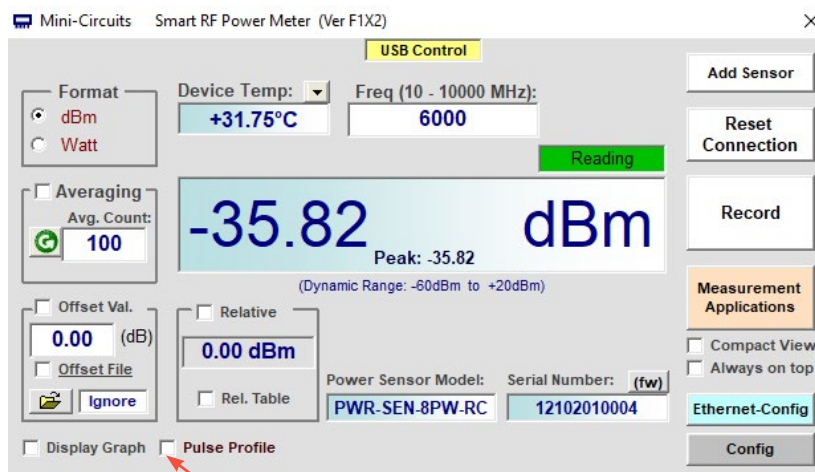 Mini-Circuits Smart RF Power Meter (Ver F1X2)
USB Control
Format
dBm
Watt
Device Temp:
+31.75°C
Freq (10 - 10000 MHz):
6000
Reading
Averaging
Avg. Count:
100
-35.82 dBm
Peak: -35.82
(Dynamic Range: -60dBm to +20dBm)
Offset Val.
0.00 (dB)
Offset File
Ignore
Relative
0.00 dBm
Rel. Table
Power Sensor Model:
PWR-SEN-8PW-RC
Serial Number: (fw)
12102010004
Display Graph
Pulse Profile
Add Sensor
Reset
Connection
Record
Measurement
Applications
Compact View
Always on top
Ethernet-Config
Config